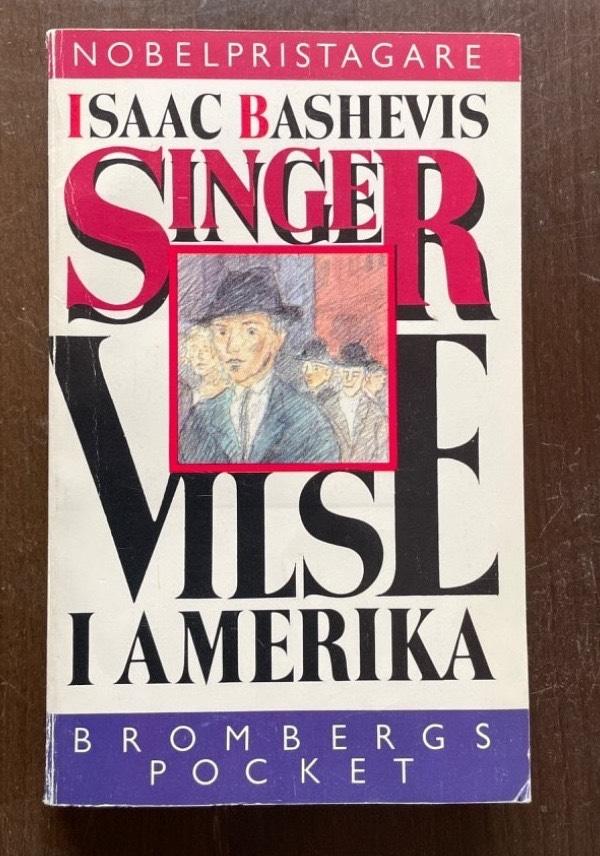 NOBELPRISTAGARE
ISAAC BASHEVIS
SINGER
VILSE
I AMERIKA
BROMBERGS
POCKET